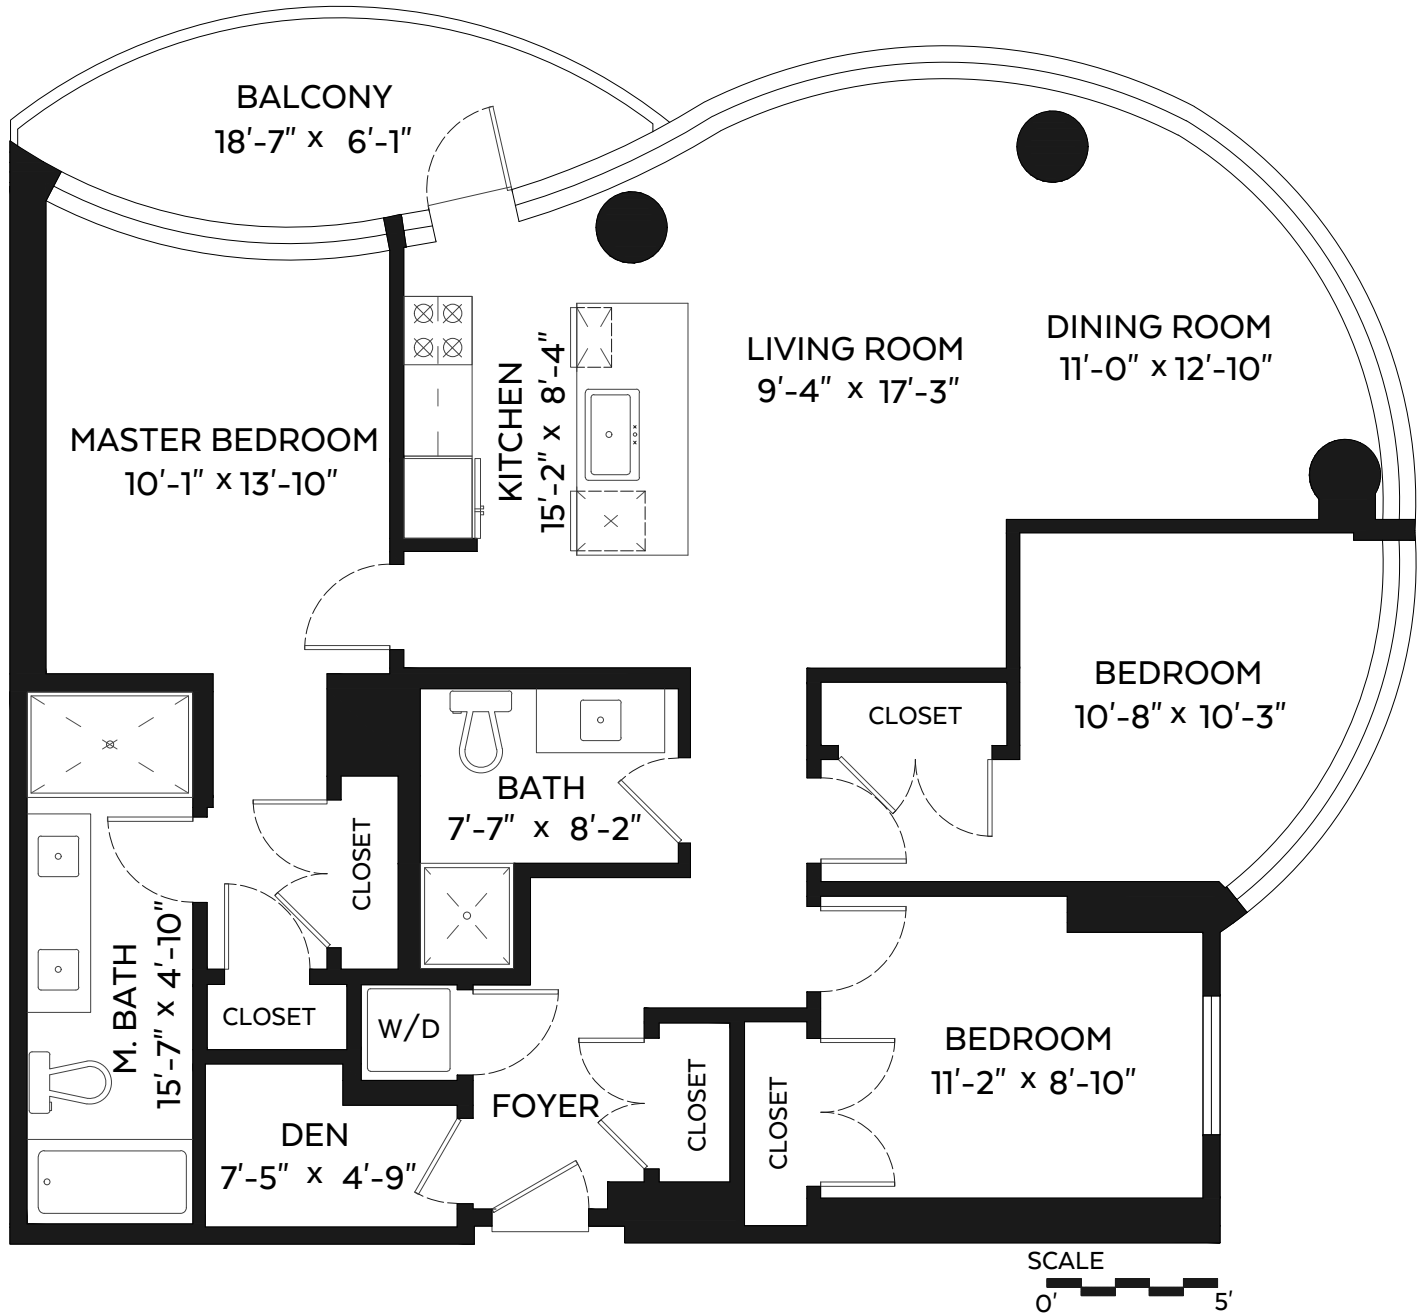 BALCONY
18'-7" x 6'-1"
DINING ROOM
11'-0" x 12'-10"
LIVING ROOM
9'-4" x 17'-3"
KITCHEN
15'-2" x 8'-4"
MASTER BEDROOM
10'-1" x 13'-10"
BEDROOM
10'-8" x 10'-3"
CLOSET
BATH
7'-7" x 8'-2"
CLOSET
M. BATH
15'-7" x 4'-10"
CLOSET
W/D
BEDROOM
11'-2" x 8'-10"
FOYER
CLOSET
CLOSET
DEN
7'-5" x 4'-9"
SCALE
0' 5'